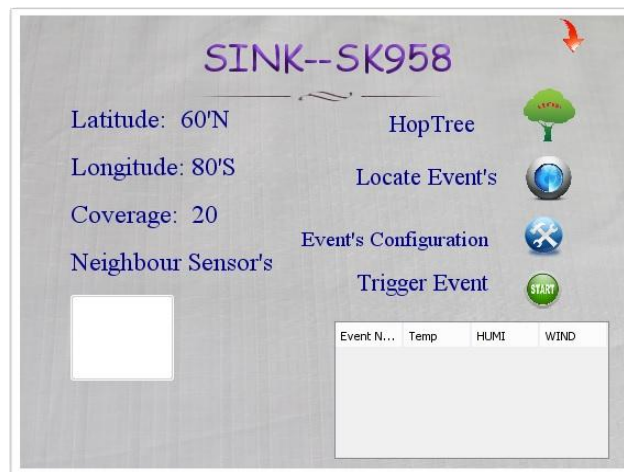 SINK--SK958
Latitude: 60'N
HopTree
Longitude: 80'S
Locate Event's
Coverage: 20
Event's Configuration
Neighbour Sensor's
Trigger Event
START
Event N... Temp HUMI WIND